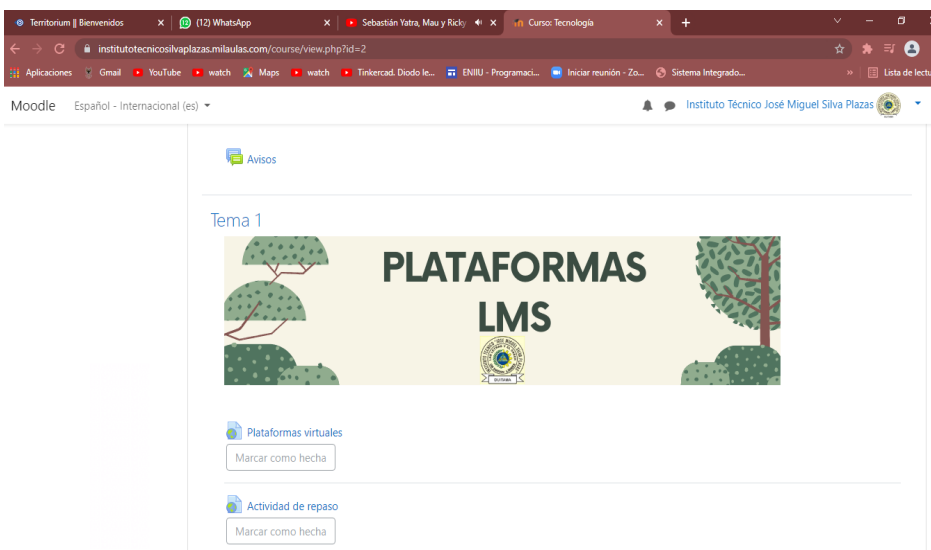 Territorium || Bienvenidos
(12) WhatsApp
Sebastián Yatra, Mau y Ricky
Curso: Tecnología
institutotecnicosilvaplazas.milaulas.com/course/view.php?id=2
Aplicaciones Gmail YouTube watch Maps watch Tinkercad. Diodo le... ENIIU - Programaci... Iniciar reunión - Zo... Sistema Integrado... » Lista de lectu
Moodle Español - Internacional (es) Instituto Técnico José Miguel Silva Plazas
Avisos
Tema 1
PLATAFORMAS
LMS
Plataformas virtuales
Marcar como hecha
Actividad de repaso
Marcar como hecha